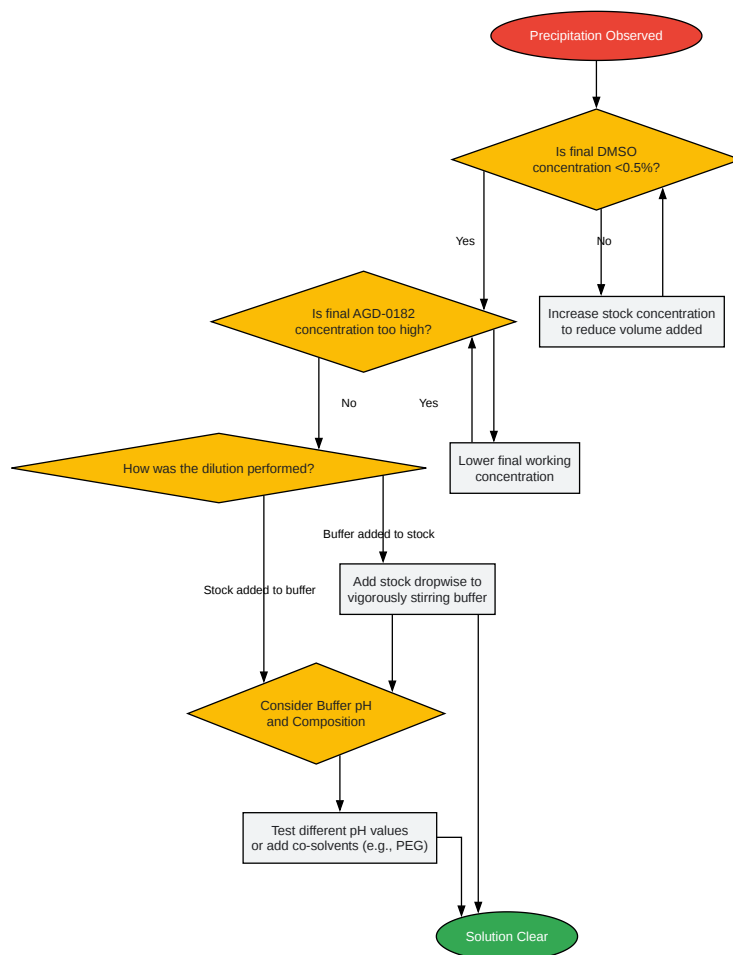 Precipitation Observed
Is final DMSO
concentration <0.5%?
Yes
No
Increase stock concentration
to reduce volume added
Is final AGD-0182
concentration too high?
No
Yes
Lower final working
concentration
How was the dilution performed?
Buffer added to stock
Stock added to buffer
Add stock dropwise to
vigorously stirring buffer
Consider Buffer pH
and Composition
Test different pH values
or add co-solvents (e.g., PEG)
Solution Clear